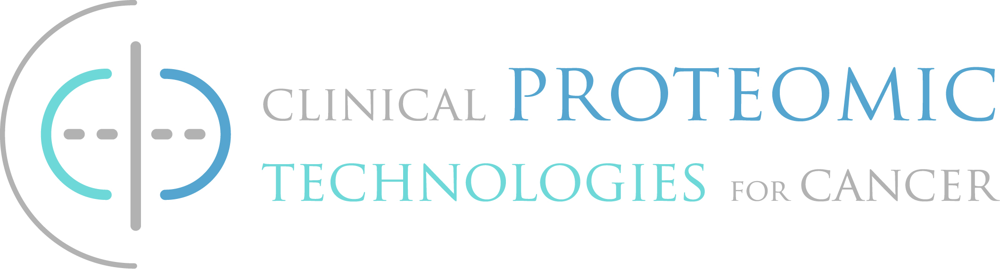 CLINICAL PROTEOMIC
TECHNOLOGIES FOR CANCER